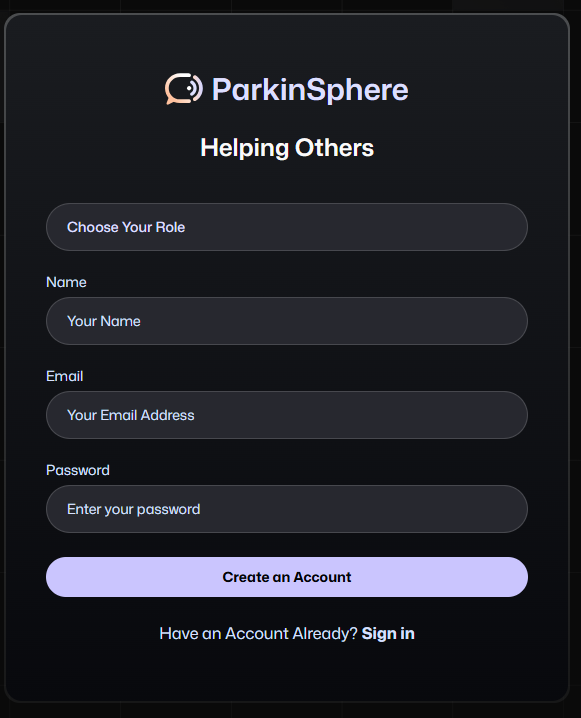 ParkinSphere
Helping Others
Choose Your Role
Name
Your Name
Email
Your Email Address
Password
Enter your password
Create an Account
Have an Account Already? Sign in